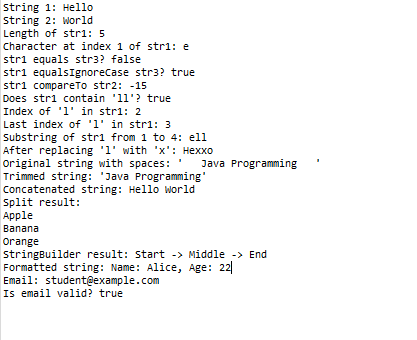 String 1: Hello
String 2: World
Length of str1: 5
Character at index 1 of str1: e
str1 equals str3? false
str1 equalsIgnoreCase str3? true
str1 compareTo str2: -15
Does str1 contain 'll'? true
Index of 'l' in str1: 2
Last index of 'l' in str1: 3
Substring of str1 from 1 to 4: ell
After replacing 'l' with 'x': Hexxo
Original string with spaces: '   Java Programming   '
Trimmed string: 'Java Programming'
Concatenated string: Hello World
Split result:
Apple
Banana
Orange
StringBuilder result: Start -> Middle -> End
Formatted string: Name: Alice, Age: 22
Email: student@example.com
Is email valid? true